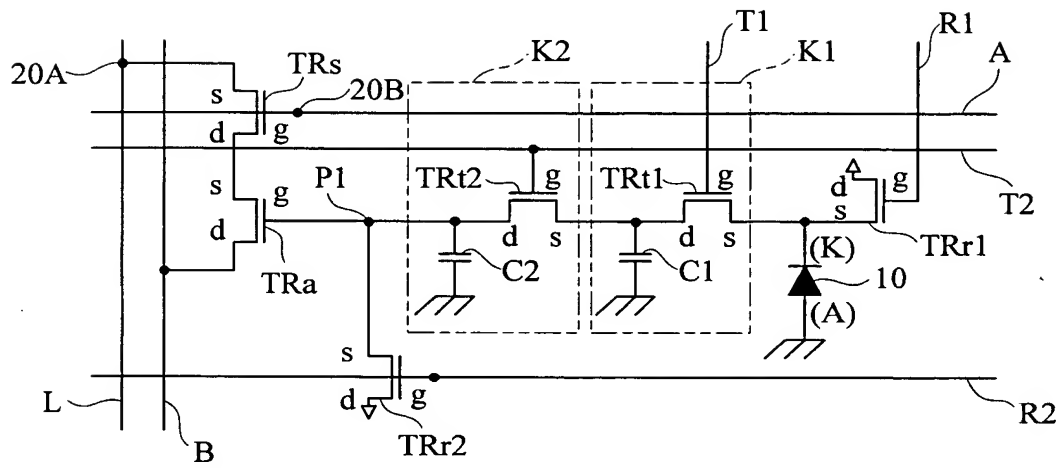 T1
R1
K2
K1
A
20A
TRs
20B
s
d
g
T2
P1
TRt2
g
TRt1
g
d
g
s
s
g
d
TRa
d
s
d
s
TRr1
C2
C1
(K)
10
(A)
s
d
g
L
B
TRr2
R2